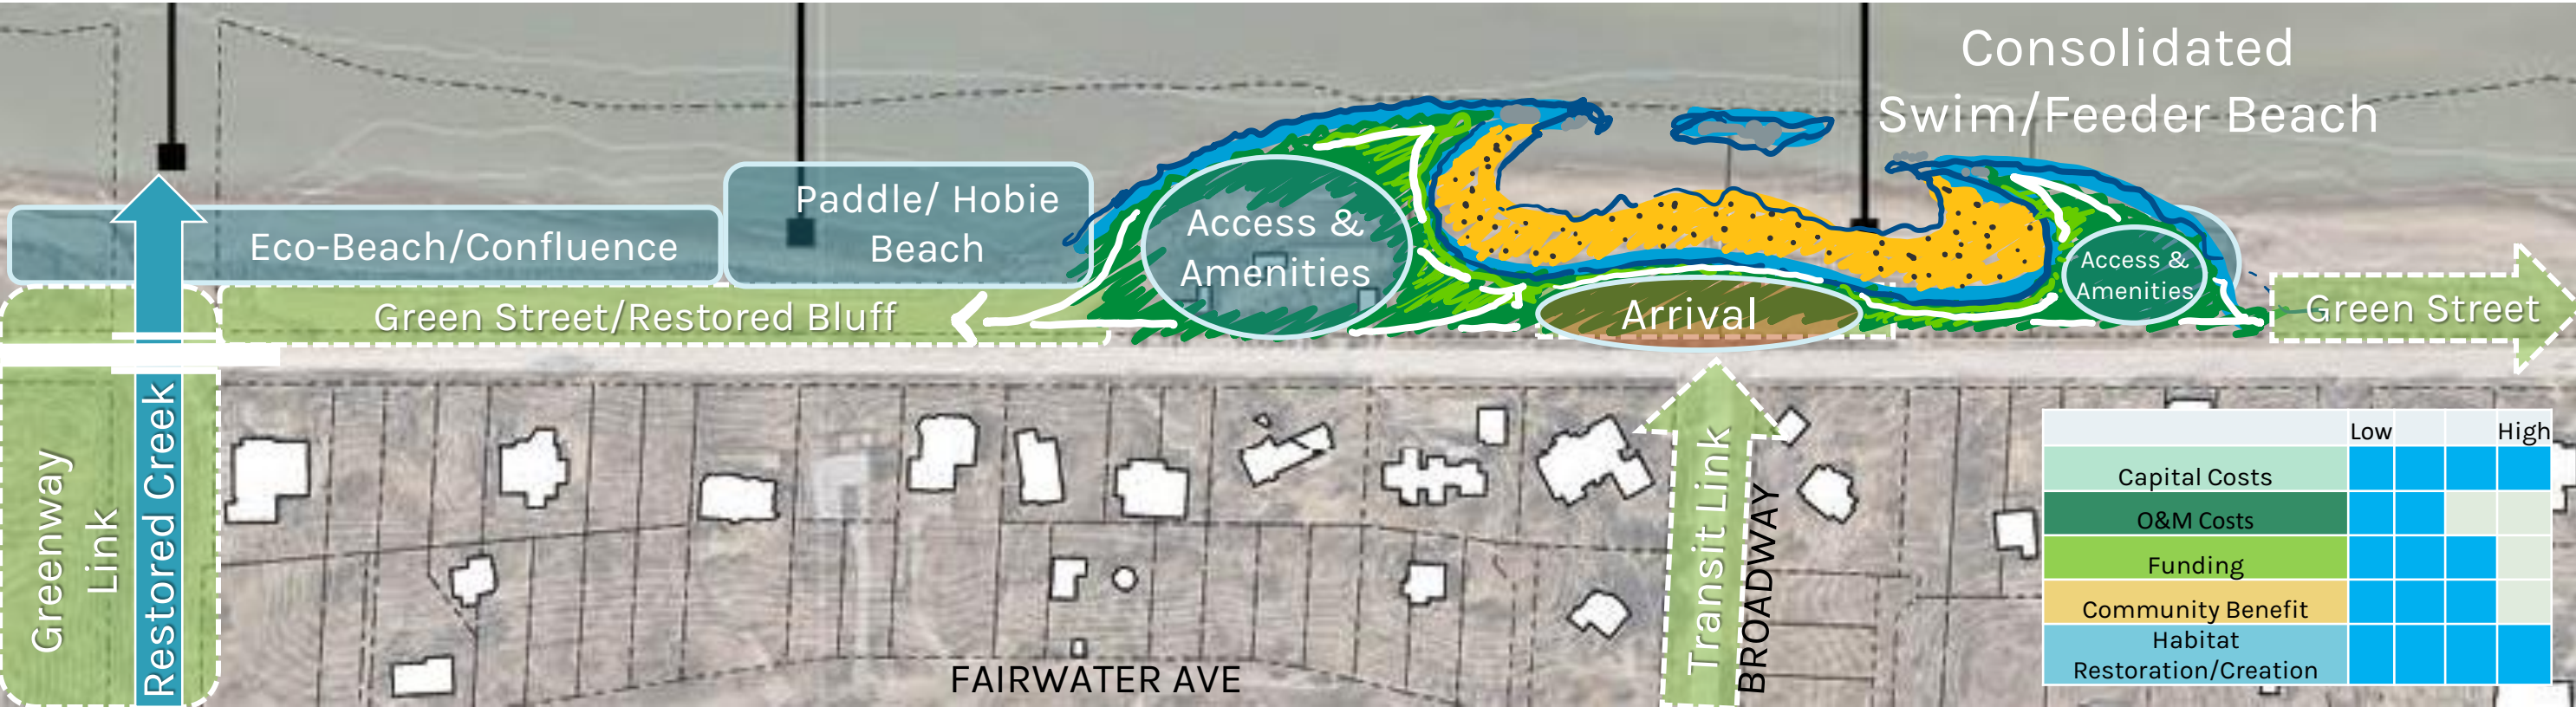 Consolidated
Swim/Feeder Beach
Paddle/ Hobie
Beach
Eco-Beach/Confluence
Access &
Amenities
Access &
Amenities
Green Street/Restored Bluff
Arrival
Green Street
Greenway
Link
Restored Creek
Transit Link
BROADWAY
FAIRWATER AVE
Low High
Capital Costs
O&M Costs
Funding
Community Benefit
Habitat
Restoration/Creation